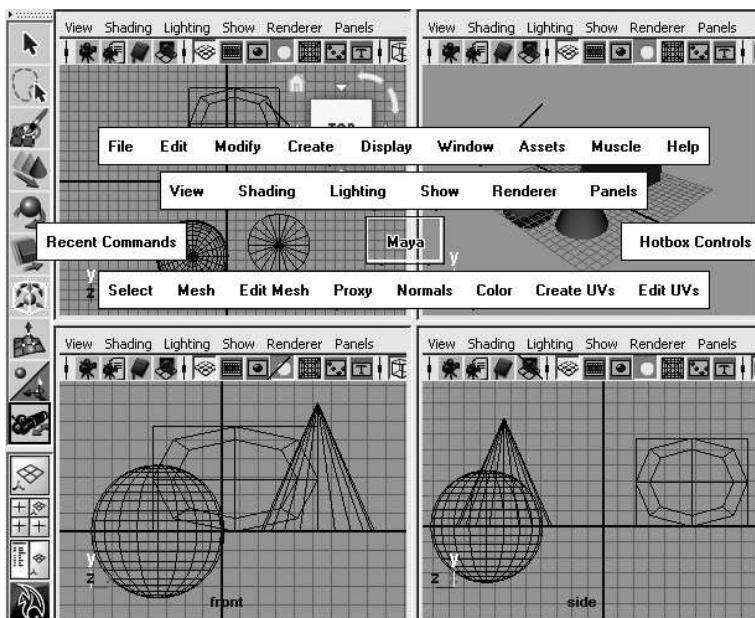 View Shading Lighting Show Renderer Panels
View Shading Lighting Show Renderer Panels
TOP
File Edit Modify Create Display Window Assets Muscle Help
View Shading Lighting Show Renderer Panels
Recent Commands Maya Hotbox Controls
y y
z
Select Mesh Edit Mesh Proxy Normals Color Create UVs Edit UVs
View Shading Lighting Show Renderer Panels
View Shading Lighting Show Renderer Panels
y
z
front
y
z
side